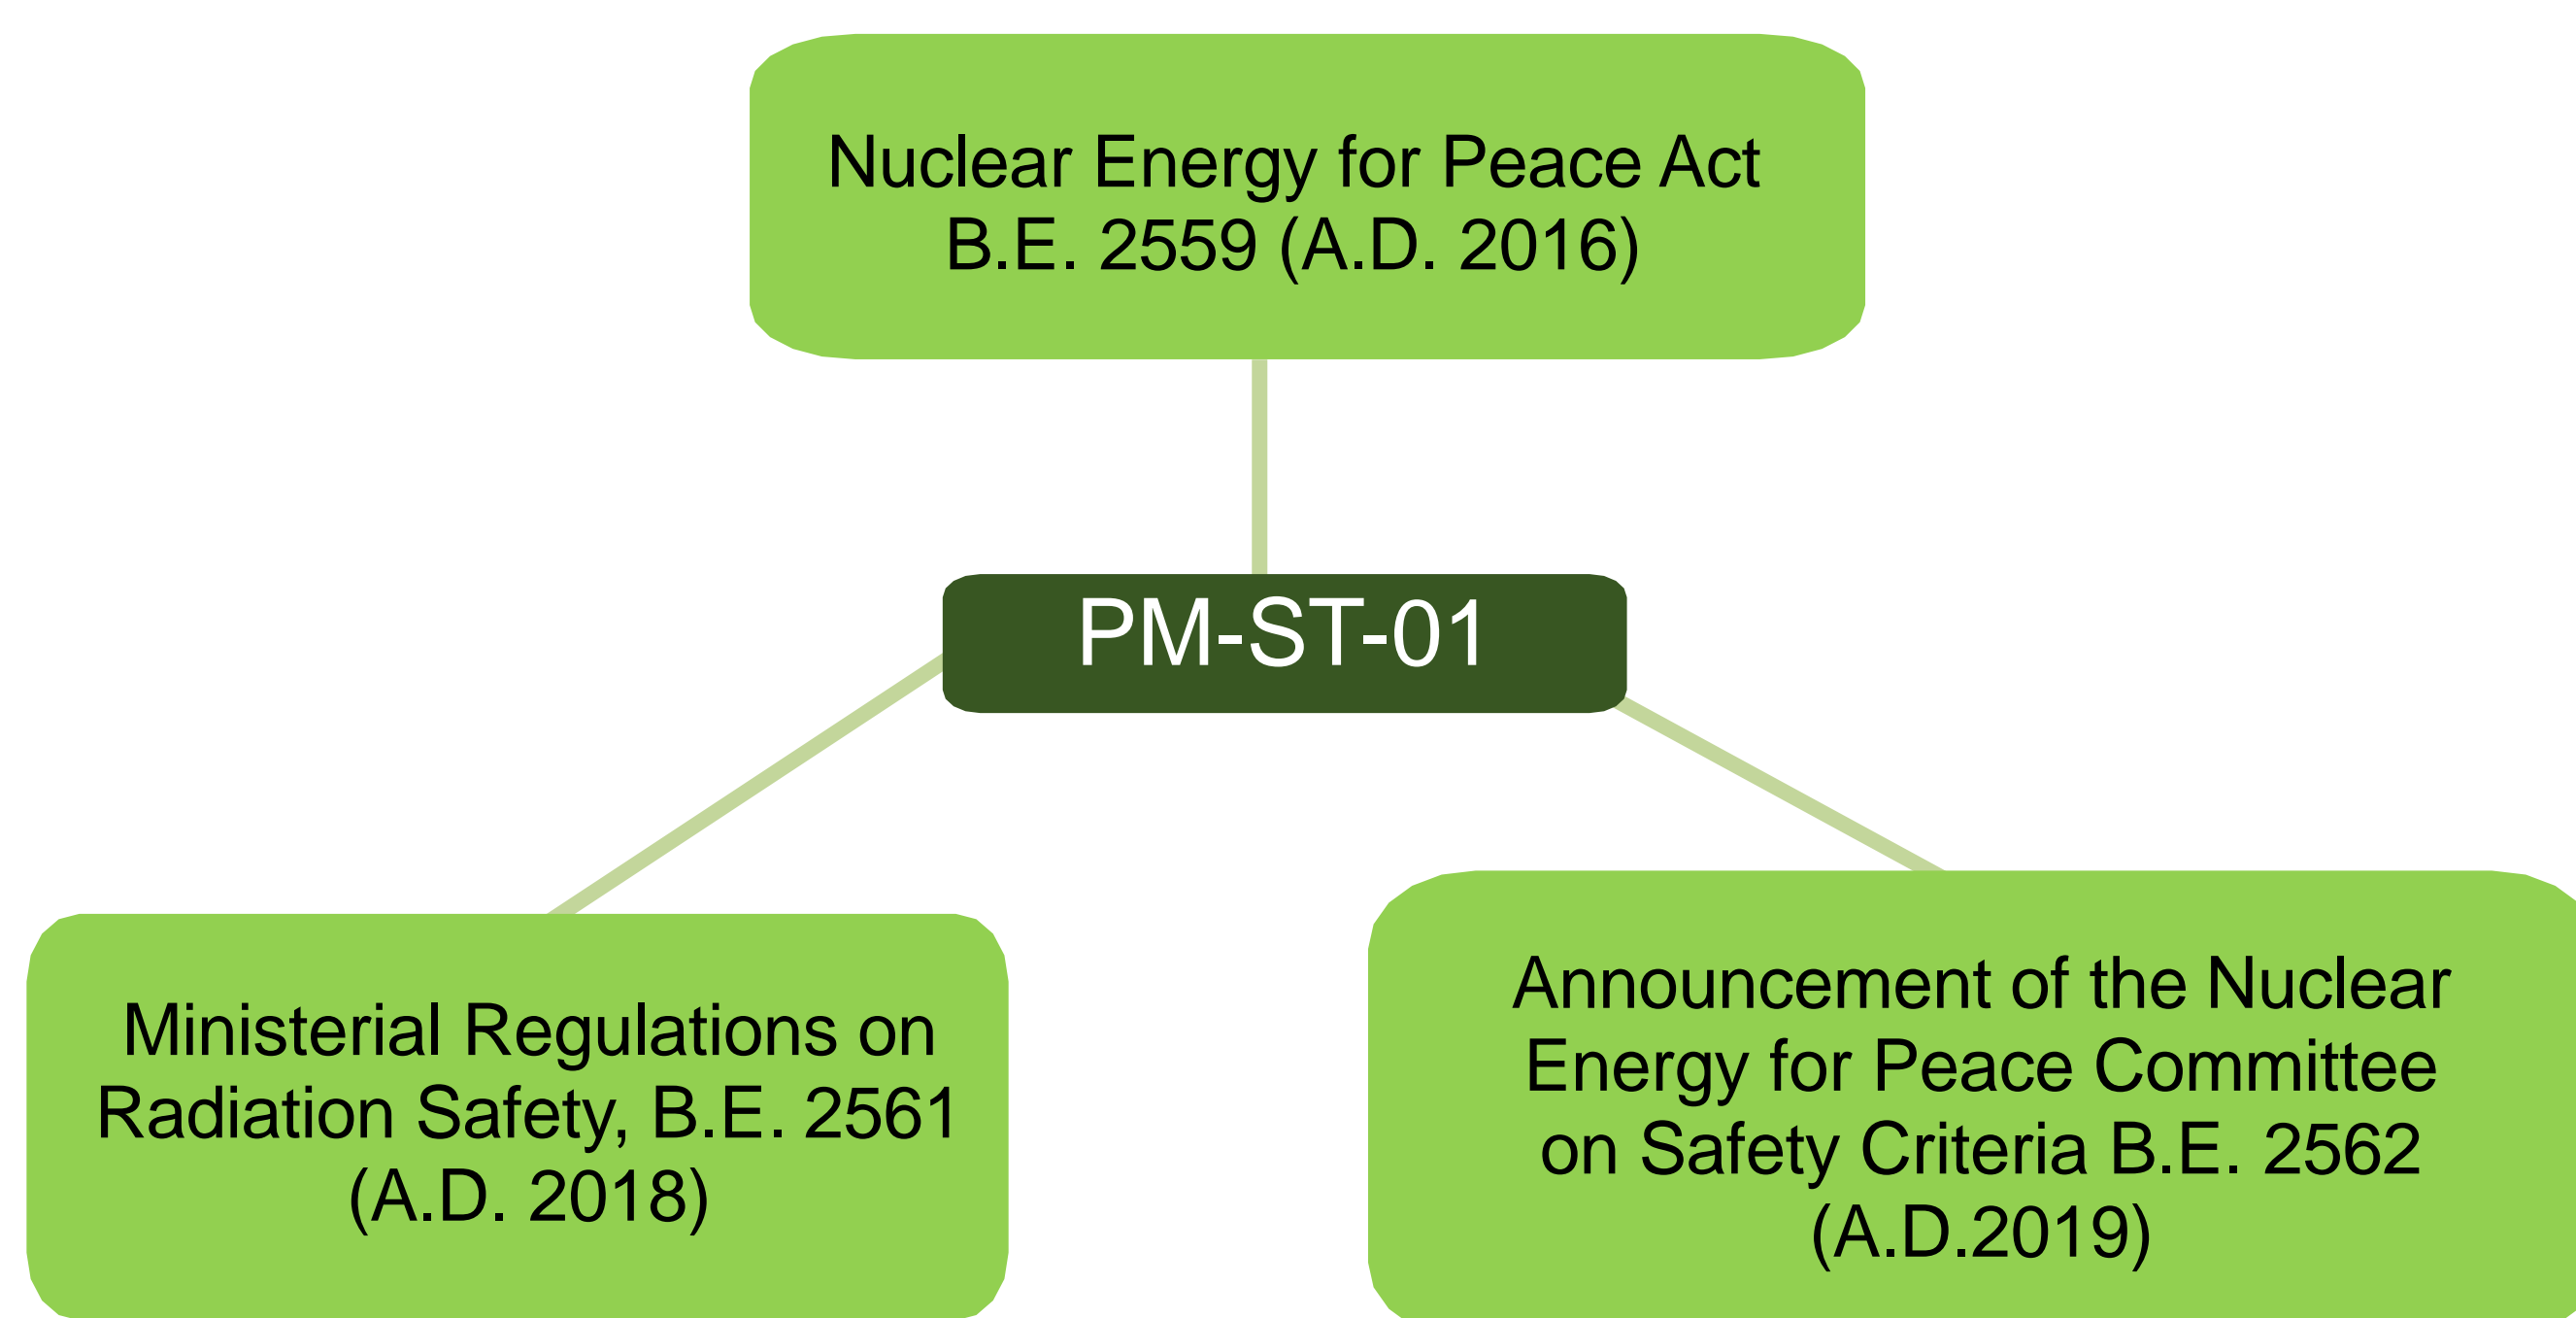 Nuclear Energy for Peace Act
B.E. 2559 (A.D. 2016)
PM-ST-01
Ministerial Regulations on
Radiation Safety, B.E. 2561
(A.D. 2018)
Announcement of the Nuclear
Energy for Peace Committee
on Safety Criteria B.E. 2562
(A.D.2019)